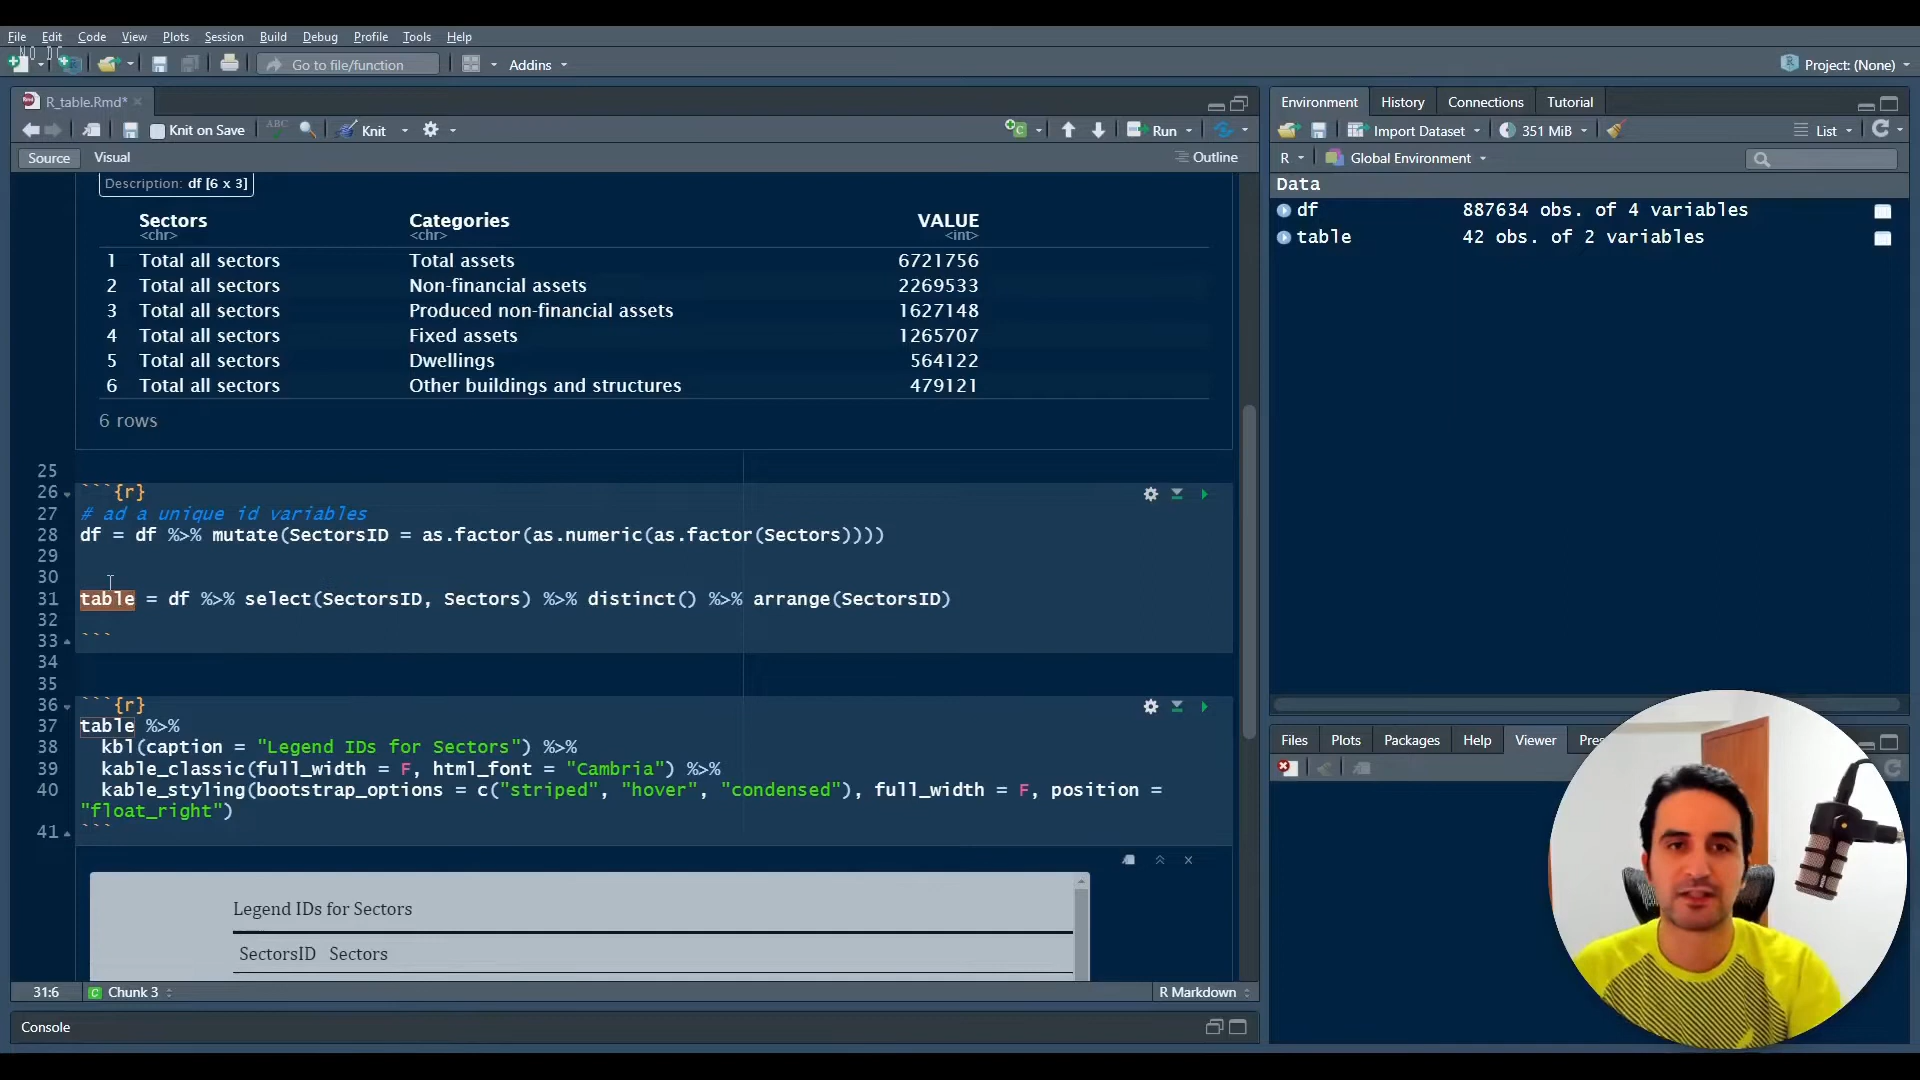 File Edit Code View Plots Session Build Debug Profile Tools Help
Go to file/function Addins Project: (None)
R_table.Rmd*
Knit on Save ABC Knit Run
Source Visual Outline
Description: df [6 x 3]
Sectors Categories VALUE
<chr> <chr> <int>
1 Total all sectors Total assets 6721756
2 Total all sectors Non-financial assets 2269533
3 Total all sectors Produced non-financial assets 1627148
4 Total all sectors Fixed assets 1265707
5 Total all sectors Dwellings 564122
6 Total all sectors Other buildings and structures 479121
6 rows
25
26 ```{r}
27 # ad a unique id variables
28 df = df %>% mutate(SectorsID = as.factor(as.numeric(as.factor(Sectors))))
29
30
31 table = df %>% select(SectorsID, Sectors) %>% distinct() %>% arrange(SectorsID)
32
33 ```
34
35
36 ```{r}
37 table %>%
38 kbl(caption = "Legend IDs for Sectors") %>%
39 kable_classic(full_width = F, html_font = "Cambria") %>%
40 kable_styling(bootstrap_options = c("striped", "hover", "condensed"), full_width = F, position =
"float_right")
41 ```
Legend IDs for Sectors
SectorsID Sectors
31:6 Chunk 3 R Markdown
Console
Environment History Connections Tutorial
Import Dataset 351 MiB List
R Global Environment
Data
df 887634 obs. of 4 variables
table 42 obs. of 2 variables
Files Plots Packages Help Viewer